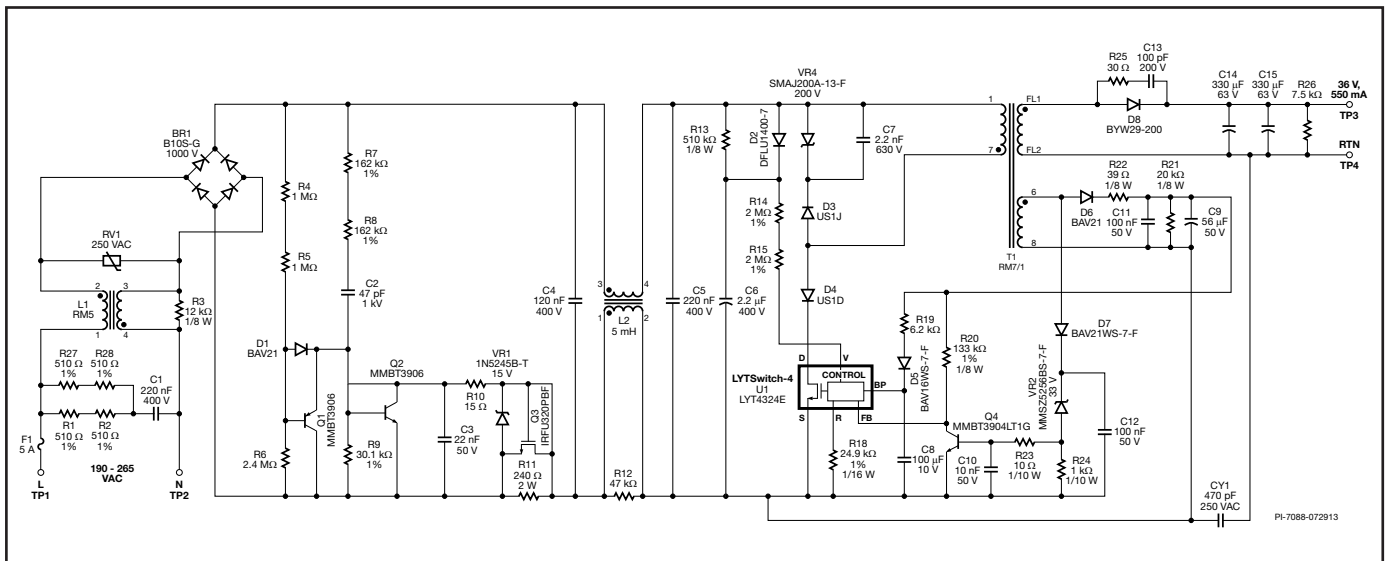 BR1
B10S-G
1000 V
RV1
250 VAC
2
3
L1
RM5
1
4
R3
12 kΩ
1/8 W
R27
510 Ω
1%
R28
510 Ω
1%
C1
220 nF
400 V
R1
510 Ω
1%
R2
510 Ω
1%
F1
5 A
190 - 265
VAC
L
TP1
N
TP2
R4
1 MΩ
R5
1 MΩ
D1
BAV21
R6
2.4 MΩ
Q1
MMBT3906
R7
162 kΩ
1%
R8
162 kΩ
1%
C2
47 pF
1 kV
Q2
MMBT3906
R9
30.1 kΩ
1%
C3
22 nF
50 V
R10
15 Ω
VR1
1N5245B-T
15 V
Q3
IRFU320PBF
R11
240 Ω
2 W
C4
120 nF
400 V
3
4
1
2
L2
5 mH
R12
47 kΩ
C5
220 nF
400 V
R13
510 kΩ
1/8 W
D2
DFLU1400-7
VR4
SMAJ200A-13-F
200 V
C7
2.2 nF
630 V
R14
2 MΩ
1%
R15
2 MΩ
1%
C6
2.2 µF
400 V
D3
US1J
D4
US1D
LYTSwitch-4
U1
LYT4324E
D
V
CONTROL
BP
S
R
FB
R18
24.9 kΩ
1%
1/16 W
R19
6.2 kΩ
D5
BAV16WS-7-F
C8
100 µF
10 V
R20
133 kΩ
1%
1/8 W
Q4
MMBT3904LT1G
C10
10 nF
50 V
R23
10 Ω
1/10 W
R24
1 kΩ
1/10 W
VR2
MMSZ5256BS-7-F
33 V
D7
BAV21WS-7-F
C12
100 nF
50 V
1
7
FL1
FL2
6
8
T1
RM7/1
D6
BAV21
R22
39 Ω
1/8 W
C11
100 nF
50 V
R21
20 kΩ
1/8 W
C9
56 µF
50 V
R25
30 Ω
C13
100 pF
200 V
D8
BYW29-200
C14
330 µF
63 V
C15
330 µF
63 V
R26
7.5 kΩ
36 V,
550 mA
TP3
RTN
TP4
CY1
470 pF
250 VAC
PI-7088-072913